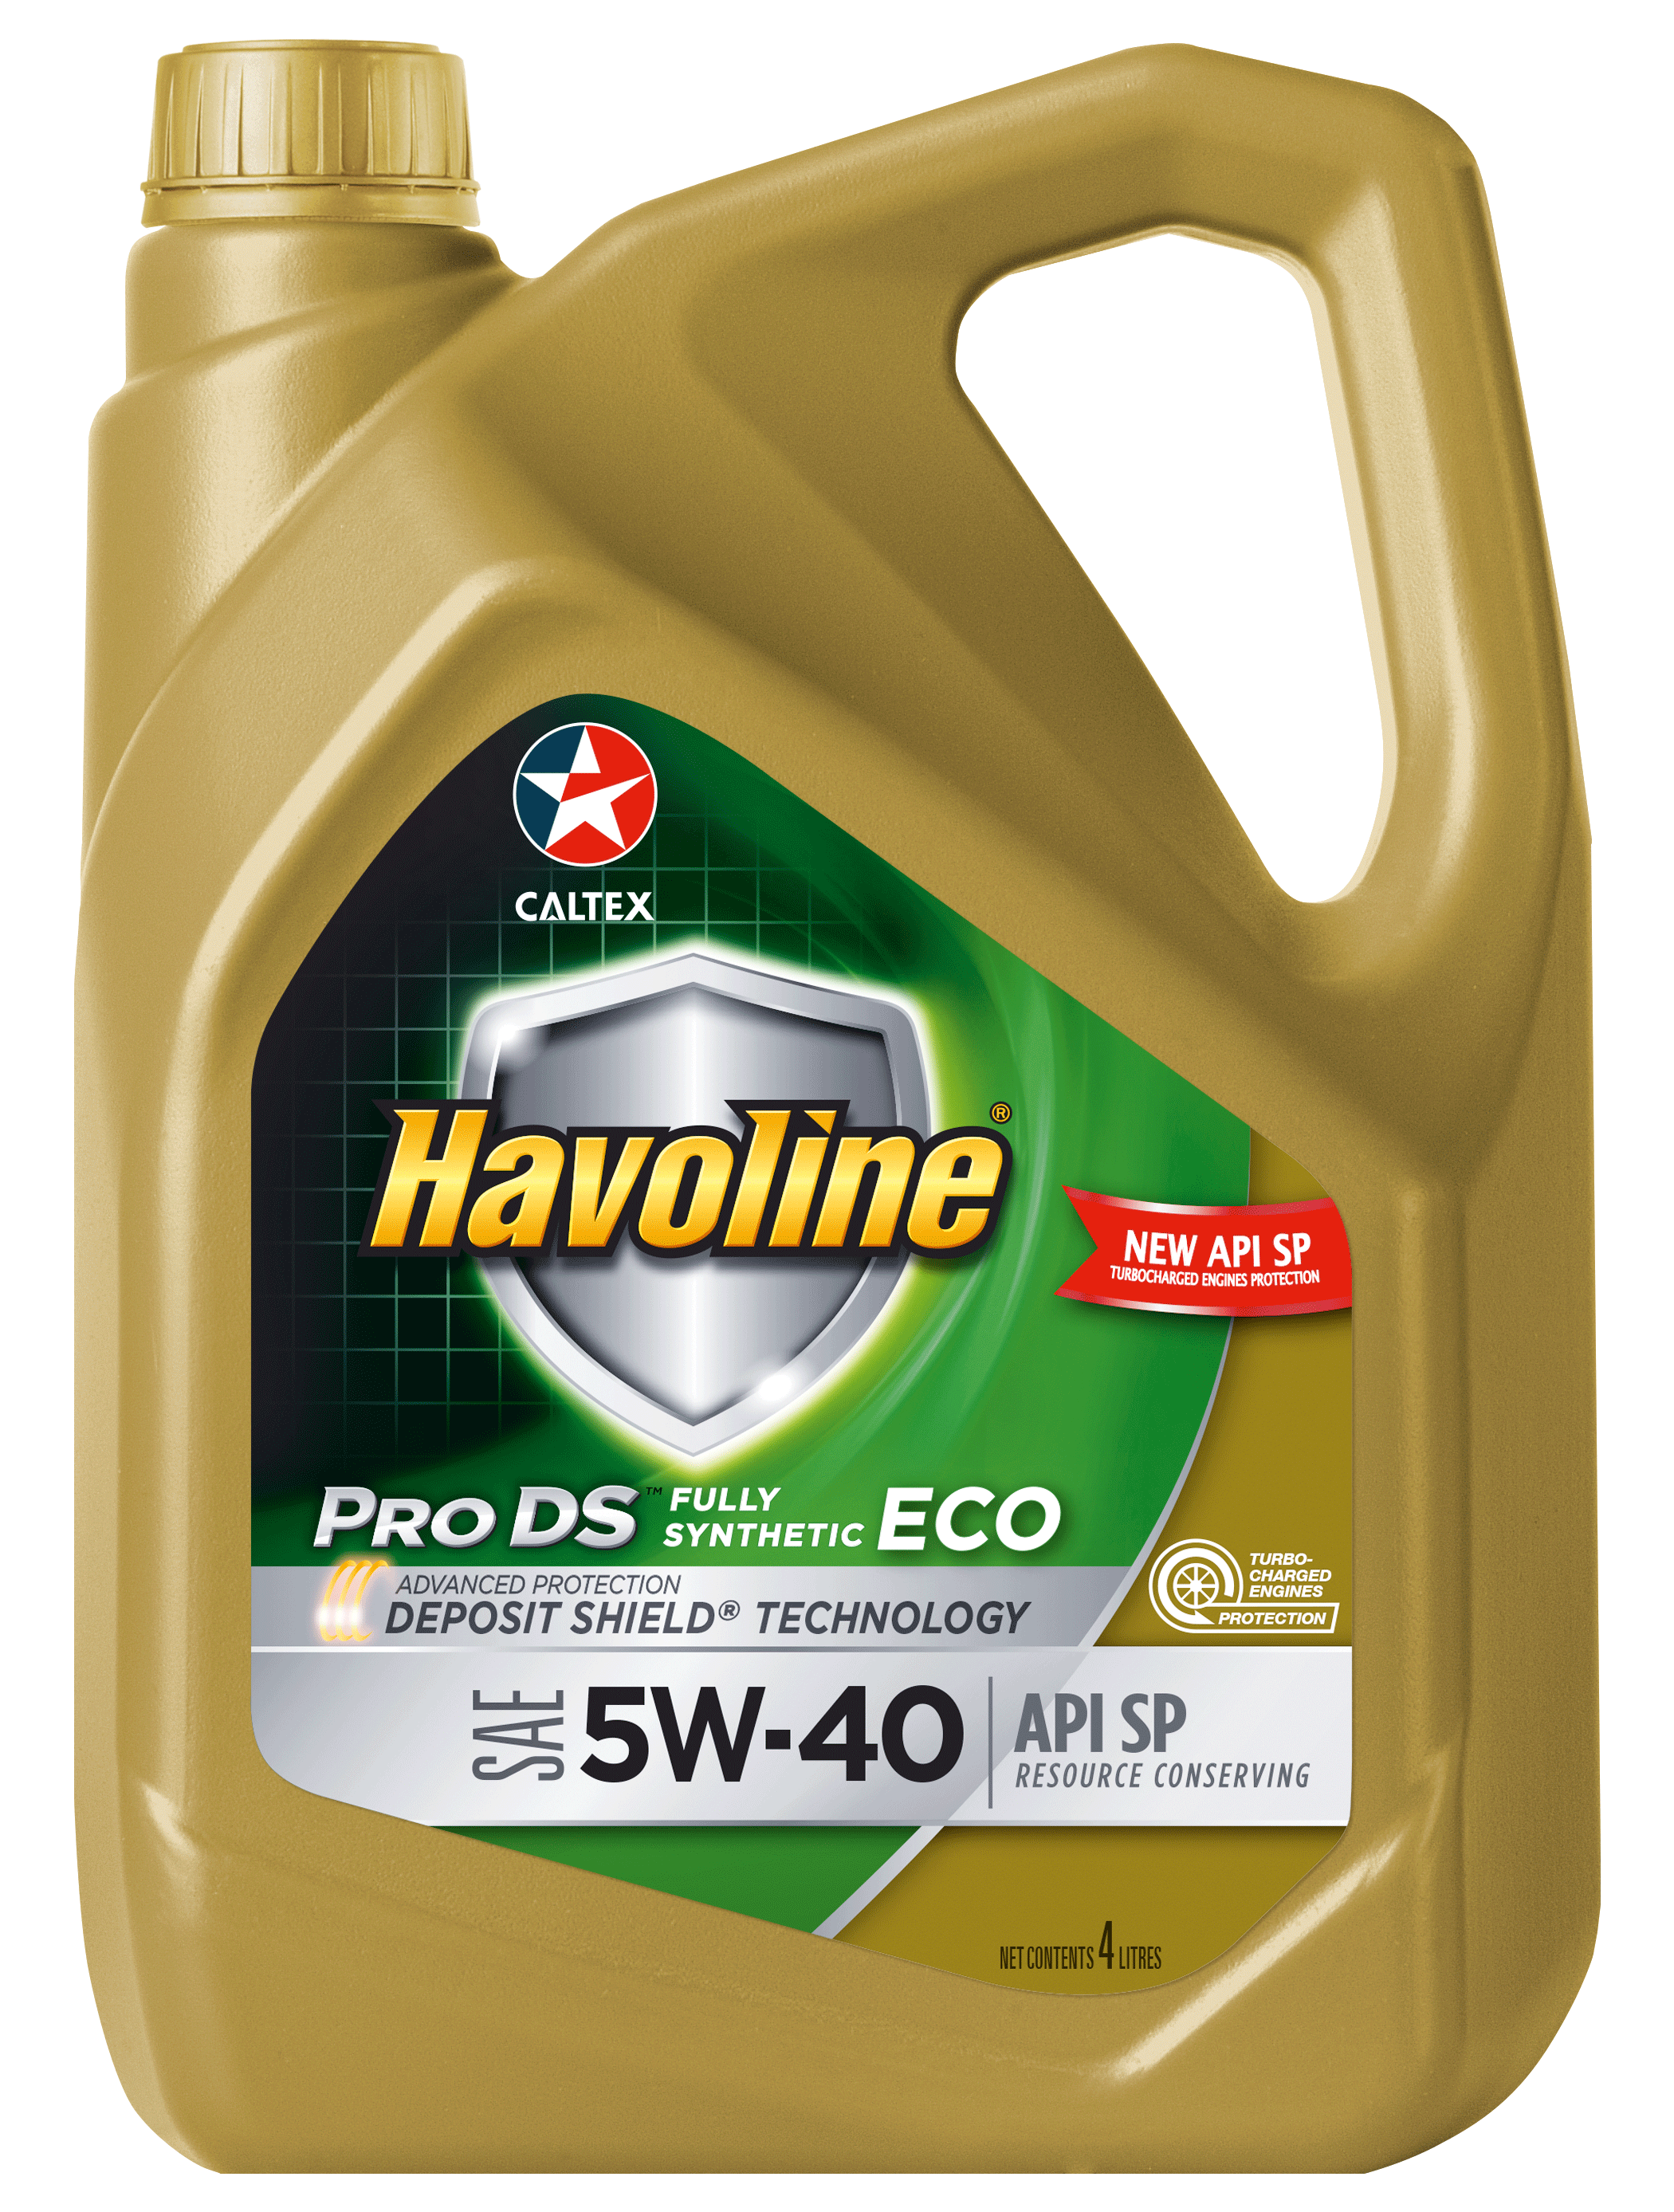 CALTEX
Havoline®
NEW API SP
TURBOCHARGED ENGINES PROTECTION
PRO DS™ FULLY SYNTHETIC ECO
ADVANCED PROTECTION
DEPOSIT SHIELD® TECHNOLOGY
TURBO-
CHARGED
ENGINES
PROTECTION
SAE 5W-40
API SP
RESOURCE CONSERVING
NET CONTENTS 4 LITRES